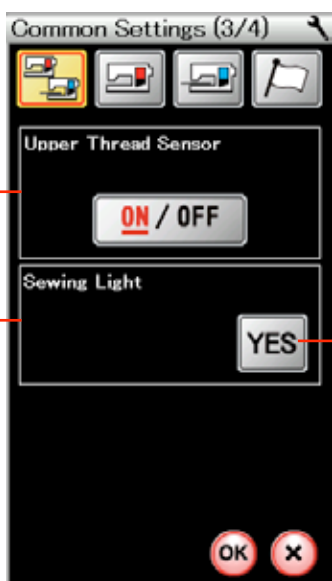 Common Settings (3/4)
Upper Thread Sensor
ON / OFF
Sewing Light
YES
OK